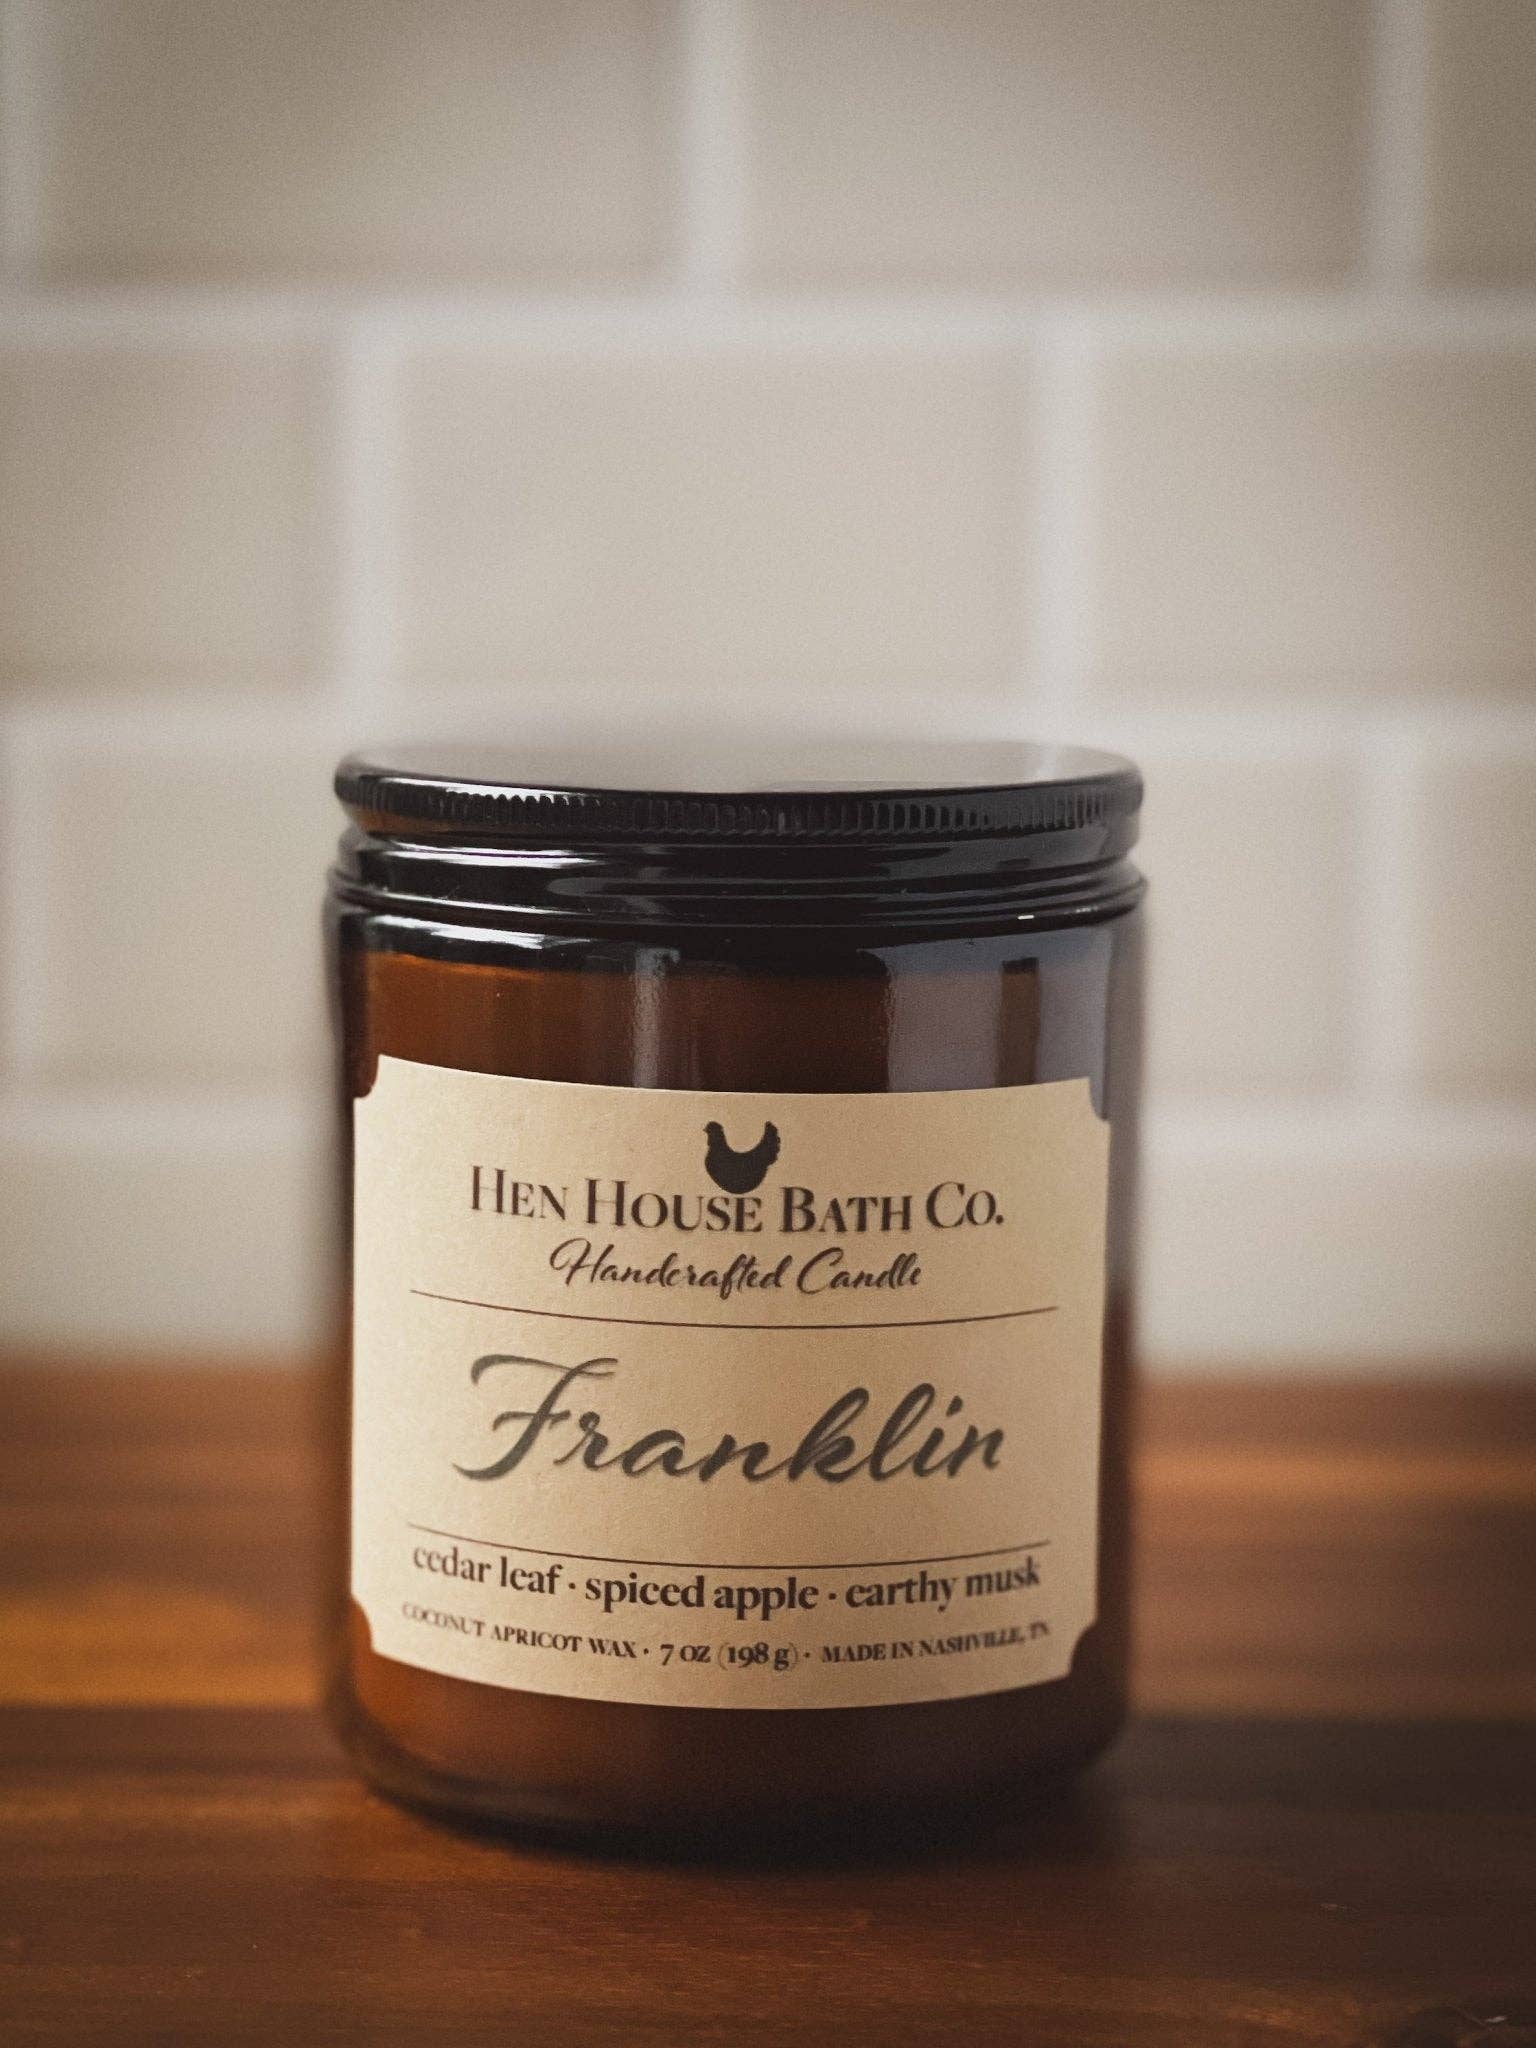 HEN HOUSE BATH CO.
Handcrafted Candle
Franklin
cedar leaf · spiced apple · earthy musk
COCONUT APRICOT WAX · 7 OZ (198 g) · MADE IN NASHVILLE, TN